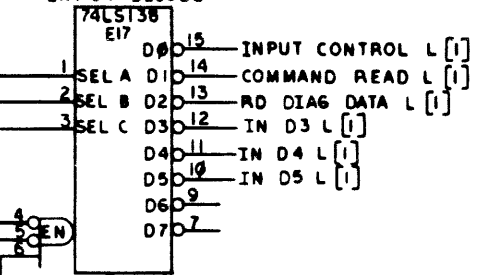 74LS138
E17
DØ 15 INPUT CONTROL L [1]
1 SEL A D1 14 COMMAND READ L [1]
2 SEL B D2 13 RD DIAG DATA L [1]
3 SEL C D3 12 IN D3 L [1]
D4 11 IN D4 L [1]
D5 1Ø IN D5 L [1]
D6 9
4
5 EN D7 7
6